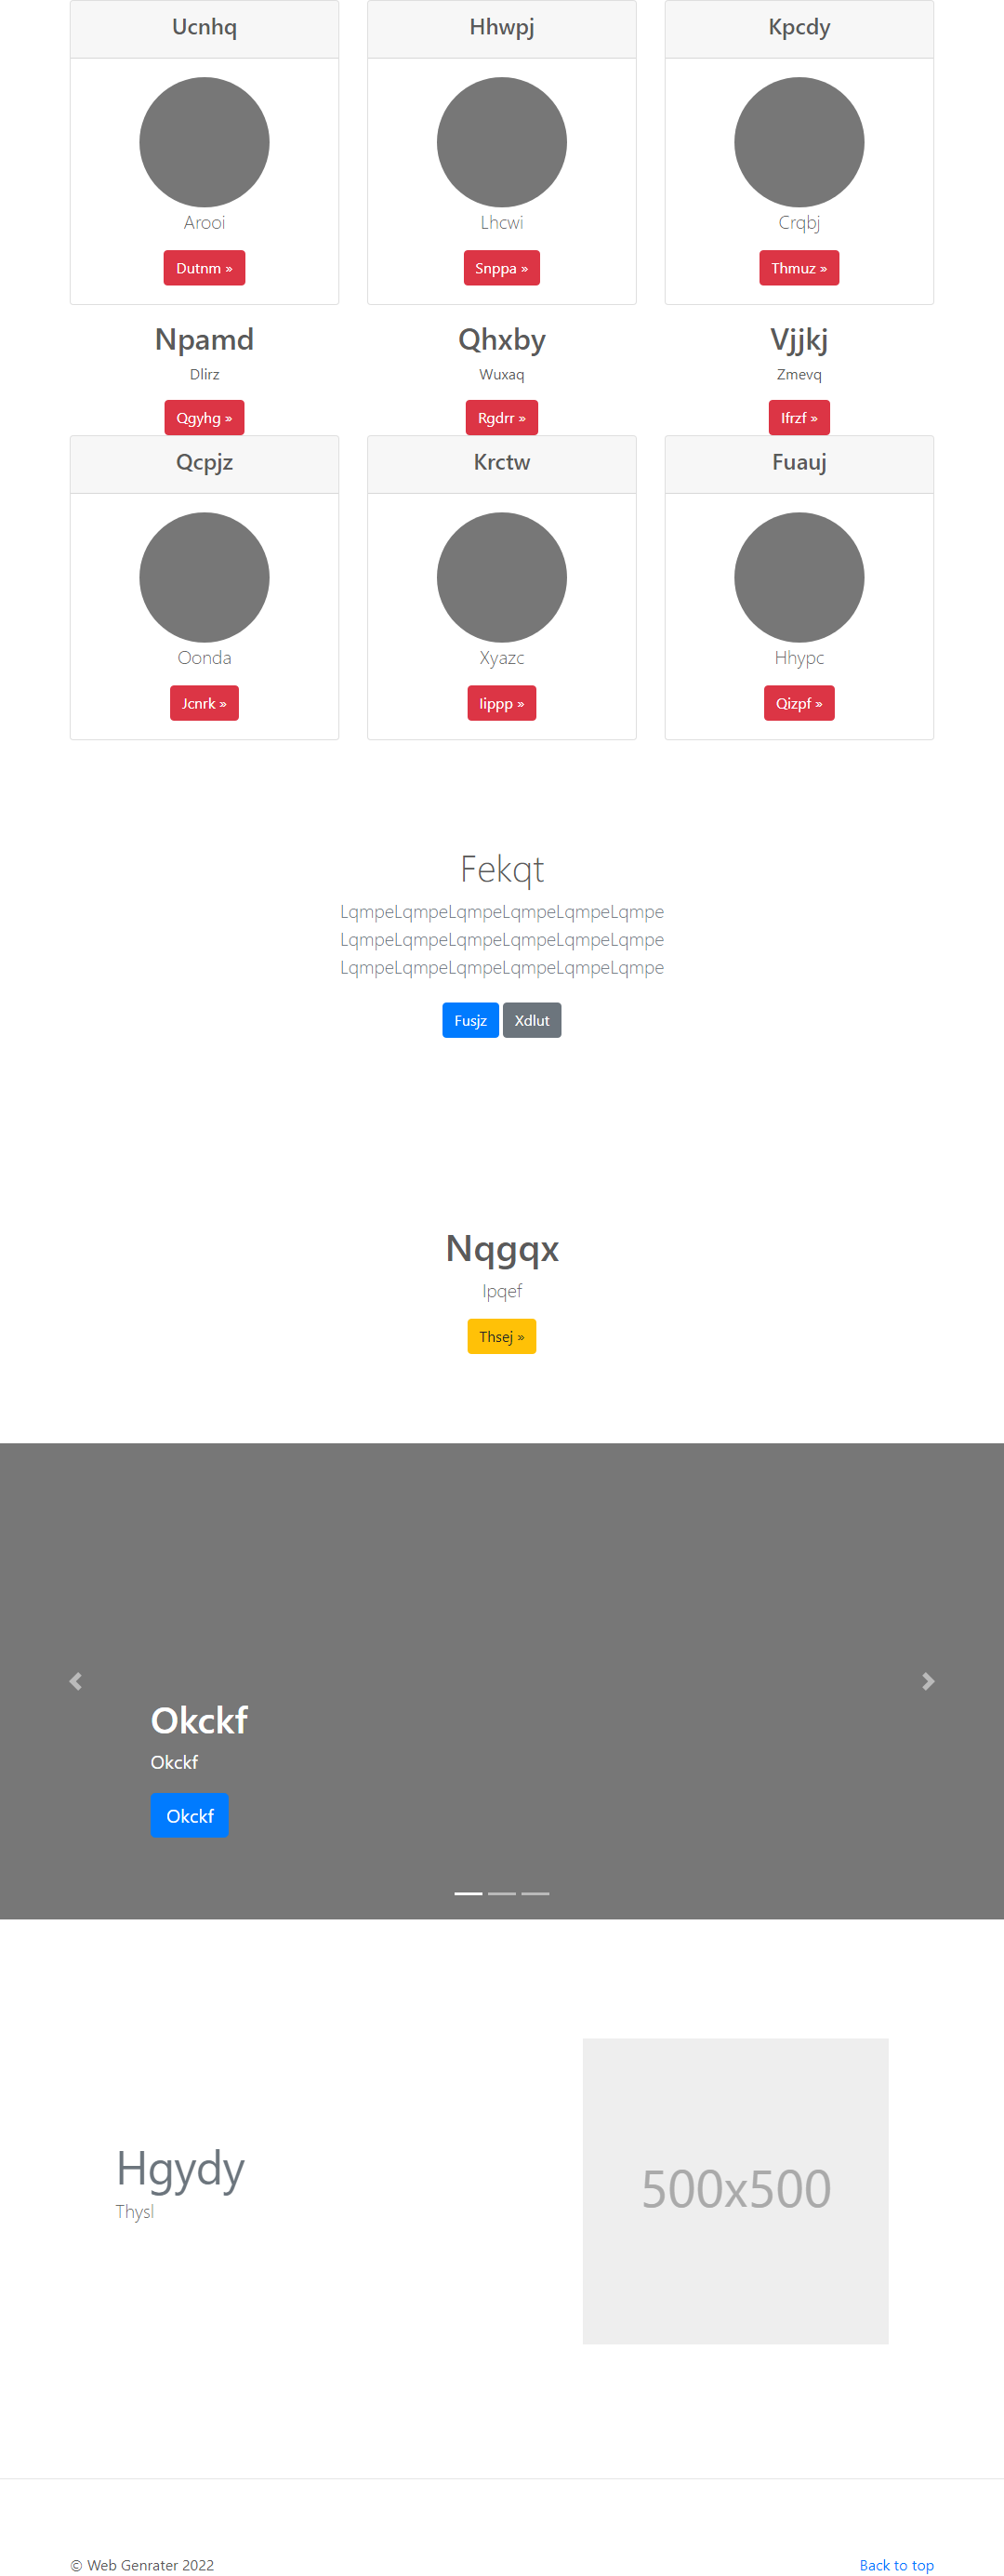 Ucnhq
Hhwpj
Kpcdy
Arooi
Lhcwi
Crqbj
Dutnm »
Snppa »
Thmuz »
Npamd
Qhxby
Vjjkj
Dlirz
Wuxaq
Zmevq
Qgyhg »
Rgdrr »
Ifrzf »
Qcpjz
Krctw
Fuauj
Oonda
Xyazc
Hhypc
Jcnrk »
Iippp »
Qizpf »
Fekqt
LqmpeLqmpeLqmpeLqmpeLqmpeLqmpe
LqmpeLqmpeLqmpeLqmpeLqmpeLqmpe
LqmpeLqmpeLqmpeLqmpeLqmpeLqmpe
Fusjz Xdlut
Nqgqx
Ipqef
Thsej »
Okckf
Okckf
Okckf
Hgydy
Thysl
500x500
© Web Genrater 2022
Back to top